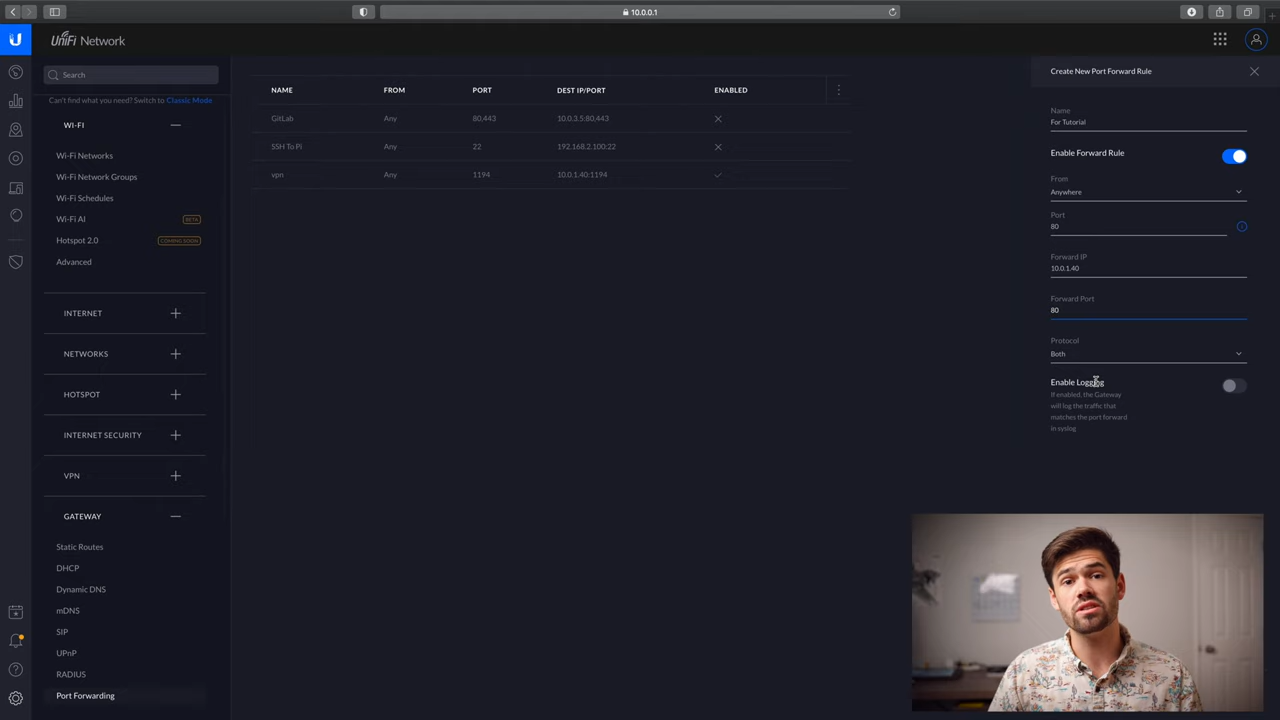 10.0.0.1
UniFi Network
Search
Can't find what you need? Switch to Classic Mode
WI-FI
Wi-Fi Networks
Wi-Fi Network Groups
Wi-Fi Schedules
Wi-Fi AI BETA
Hotspot 2.0 COMING SOON
Advanced
INTERNET
NETWORKS
HOTSPOT
INTERNET SECURITY
VPN
GATEWAY
Static Routes
DHCP
Dynamic DNS
mDNS
SIP
UPnP
RADIUS
Port Forwarding
NAME FROM PORT DEST IP/PORT ENABLED
GitLab Any 80,443 10.0.3.5:80,443
SSH To Pi Any 22 192.168.2.100:22
vpn Any 1194 10.0.1.40:1194
Create New Port Forward Rule
Name
For Tutorial
Enable Forward Rule
From
Anywhere
Port
80
Forward IP
10.0.1.40
Forward Port
80
Protocol
Both
Enable Logging
If enabled, the Gateway
will log the traffic that
matches the port forward
in syslog